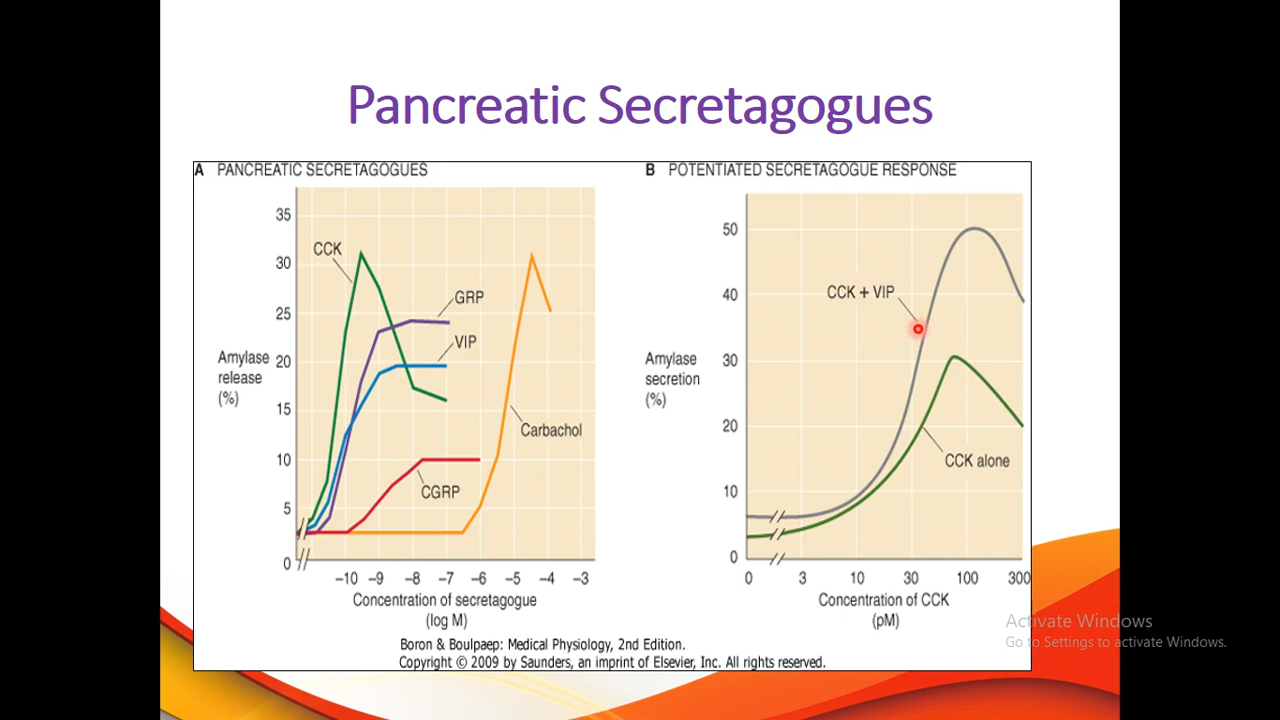 Pancreatic Secretagogues
A PANCREATIC SECRETAGOGUES
35
30
25
20
15
10
5
0
Amylase
release
(%)
CCK
GRP
VIP
Carbachol
CGRP
–10 –9 –8 –7 –6 –5 –4 –3
Concentration of secretagogue
(log M)
B POTENTIATED SECRETAGOGUE RESPONSE
50
40
30
20
10
0
Amylase
secretion
(%)
CCK + VIP
CCK alone
0 3 10 30 100 300
Concentration of CCK
(pM)
Boron & Boulpaep: Medical Physiology, 2nd Edition.
Copyright © 2009 by Saunders, an imprint of Elsevier, Inc. All rights reserved.
Activate Windows
Go to Settings to activate Windows.